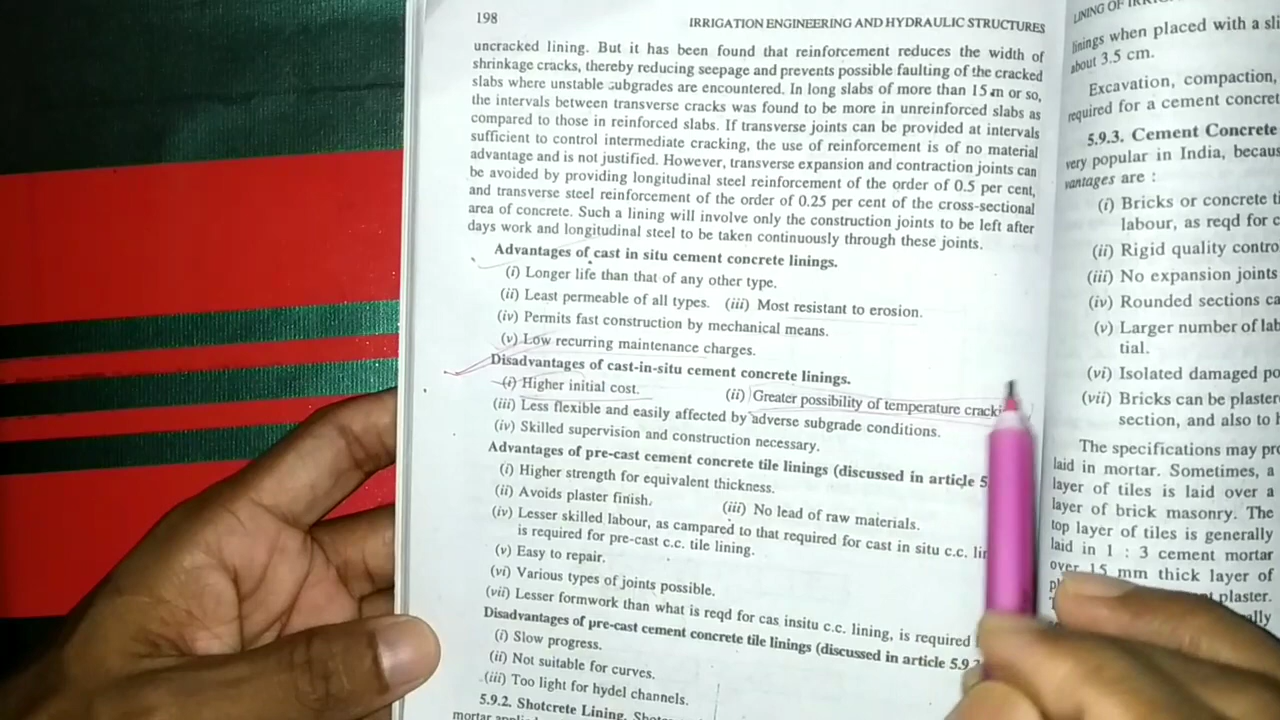 198
IRRIGATION ENGINEERING AND HYDRAULIC STRUCTURES
uncracked lining. But it has been found that reinforcement reduces the width of
shrinkage cracks, thereby reducing seepage and prevents possible faulting of the cracked
slabs where unstable subgrades are encountered. In long slabs of more than 15 m or so,
the intervals between transverse cracks was found to be more in unreinforced slabs as
compared to those in reinforced slabs. If transverse joints can be provided at intervals
sufficient to control intermediate cracking, the use of reinforcement is of no material
advantage and is not justified. However, transverse expansion and contraction joints can
be avoided by providing longitudinal steel reinforcement of the order of 0.5 per cent,
and transverse steel reinforcement of the order of 0.25 per cent of the cross-sectional
area of concrete. Such a lining will involve only the construction joints to be left after
days work and longitudinal steel to be taken continuously through these joints.
Advantages of cast in situ cement concrete linings.
(i) Longer life than that of any other type.
(ii) Least permeable of all types. (iii) Most resistant to erosion.
(iv) Permits fast construction by mechanical means.
(v) Low recurring maintenance charges.
Disadvantages of cast-in-situ cement concrete linings.
(i) Higher initial cost. (ii) Greater possibility of temperature
(iii) Less flexible and easily affected by adverse subgrade conditions.
(iv) Skilled supervision and construction necessary.
Advantages of pre-cast cement concrete tile linings (discussed in article
(i) Higher strength for equivalent thickness.
(ii) Avoids plaster finish. (iii) No lead of raw materials.
(iv) Lesser skilled labour, as campared to that required for cast in situ c.c.
is required for pre-cast c.c. tile lining.
(v) Easy to repair.
(vi) Various types of joints possible.
(vii) Lesser formwork than what is reqd for cas insitu c.c. lining, is required
Disadvantages of pre-cast cement concrete tile linings (discussed in article
(i) Slow progress.
(ii) Not suitable for curves.
(iii) Too light for hydel channels.
5.9.2. Shotcrete Lining.
mortar
LINING OF
linings when placed with a
about 3.5 cm.
Excavation, compaction,
required for a cement
5.9.3. Cement Concrete
very popular in India,
vantages are :
(i) Bricks or concrete
labour, as reqd for
(ii) Rigid quality
(iii) No expansion joints
(iv) Rounded sections
(v) Larger number of
tial.
(vi) Isolated damaged
(vii) Bricks can be
section, and also to
The specifications may
laid in mortar. Sometimes, a
layer of tiles is laid over a
layer of brick masonry. The
top layer of tiles is generally
laid in 1 : 3 cement mortar
over 15 mm thick layer of
plaster.